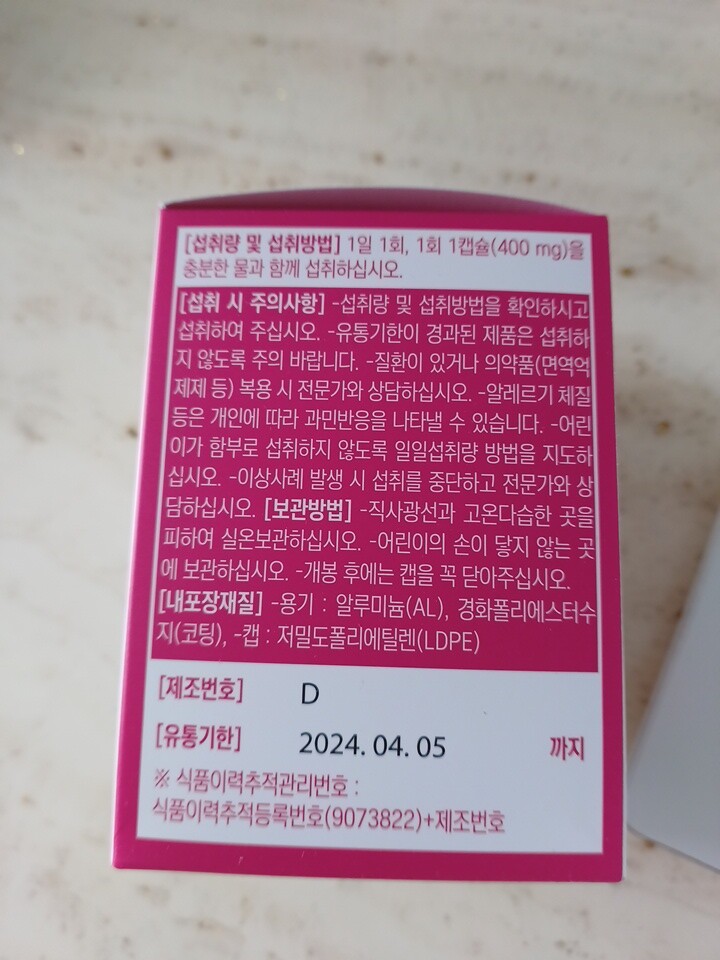 [섭취량 및 섭취방법] 1일 1회, 1회 1캡슐(400 mg)을
충분한 물과 함께 섭취하십시오.
[섭취 시 주의사항] -섭취량 및 섭취방법을 확인하시고
섭취하여 주십시오. -유통기한이 경과된 제품은 섭취하
지 않도록 주의 바랍니다. -질환이 있거나 의약품(면역억
제제 등) 복용 시 전문가와 상담하십시오. -알레르기 체질
등은 개인에 따라 과민반응을 나타낼 수 있습니다. -어린
이가 함부로 섭취하지 않도록 일일섭취량 방법을 지도하
십시오. -이상사례 발생 시 섭취를 중단하고 전문가와 상
담하십시오. [보관방법] -직사광선과 고온다습한 곳을
피하여 실온보관하십시오. -어린이의 손이 닿지 않는 곳
에 보관하십시오. -개봉 후에는 캡을 꼭 닫아주십시오.
[내포장재질] -용기 : 알루미늄(AL), 경화폴리에스터수
지(코팅), -캡 : 저밀도폴리에틸렌(LDPE)
[제조번호] D
[유통기한] 2024. 04. 05 까지
※ 식품이력추적관리번호 :
식품이력추적등록번호(9073822)+제조번호